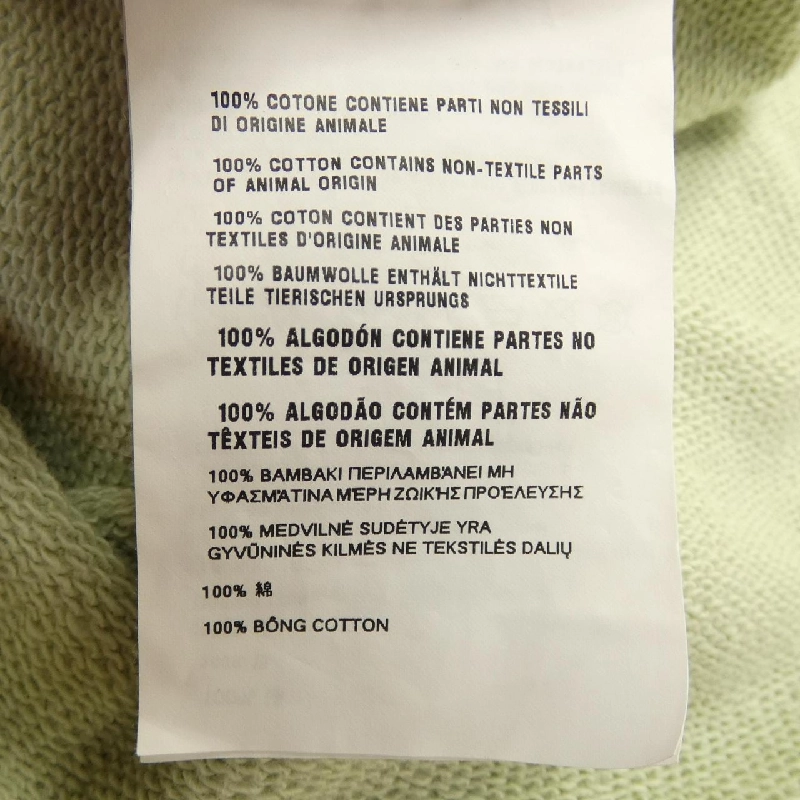 100% COTONE CONTIENE PARTI NON TESSILI
DI ORIGINE ANIMALE
100% COTTON CONTAINS NON-TEXTILE PARTS
OF ANIMAL ORIGIN
100% COTON CONTIENT DES PARTIES NON
TEXTILES D'ORIGINE ANIMALE
100% BAUMWOLLE ENTHÄLT NICHTTEXTILE
TEILE TIERISCHEN URSPRUNGS
100% ALGODÓN CONTIENE PARTES NO
TEXTILES DE ORIGEN ANIMAL
100% ALGODÃO CONTÉM PARTES NÃO
TÊXTEIS DE ORIGEM ANIMAL
100% ΒΑΜΒΑΚΙ ΠΕΡΙΛΑΜΒΆΝΕΙ ΜΗ
ΥΦΑΣΜΆΤΙΝΑ ΜΈΡΗ ΖΩΙΚΉΣ ΠΡΟΈΛΕΥΣΗΣ
100% MEDVILNĖ SUDĖTYJE YRA
GYVŪNINĖS KILMĖS NE TEKSTILĖS DALIŲ
100% 綿
100% BÔNG COTTON